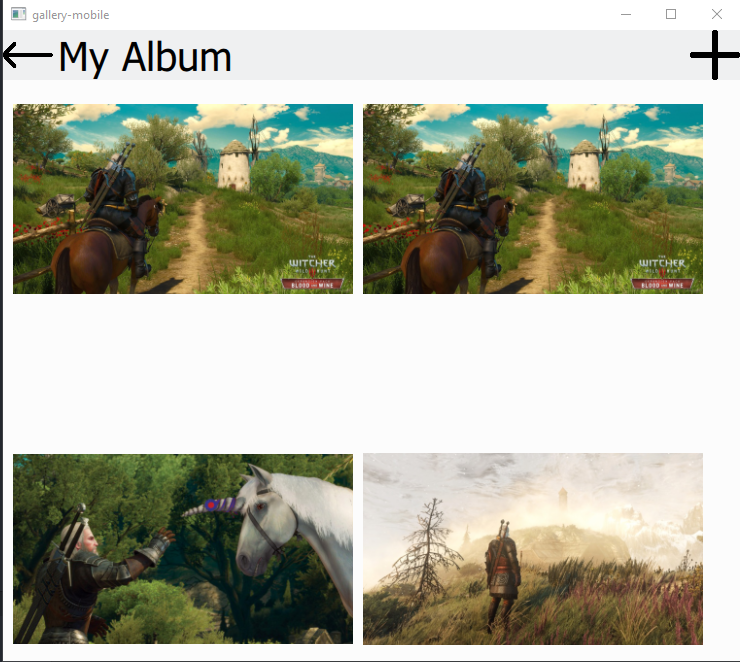 gallery-mobile
My Album
THE
WITCHER
WILD HUNT
BLOOD AND WINE
THE
WITCHER
WILD HUNT
BLOOD AND WINE